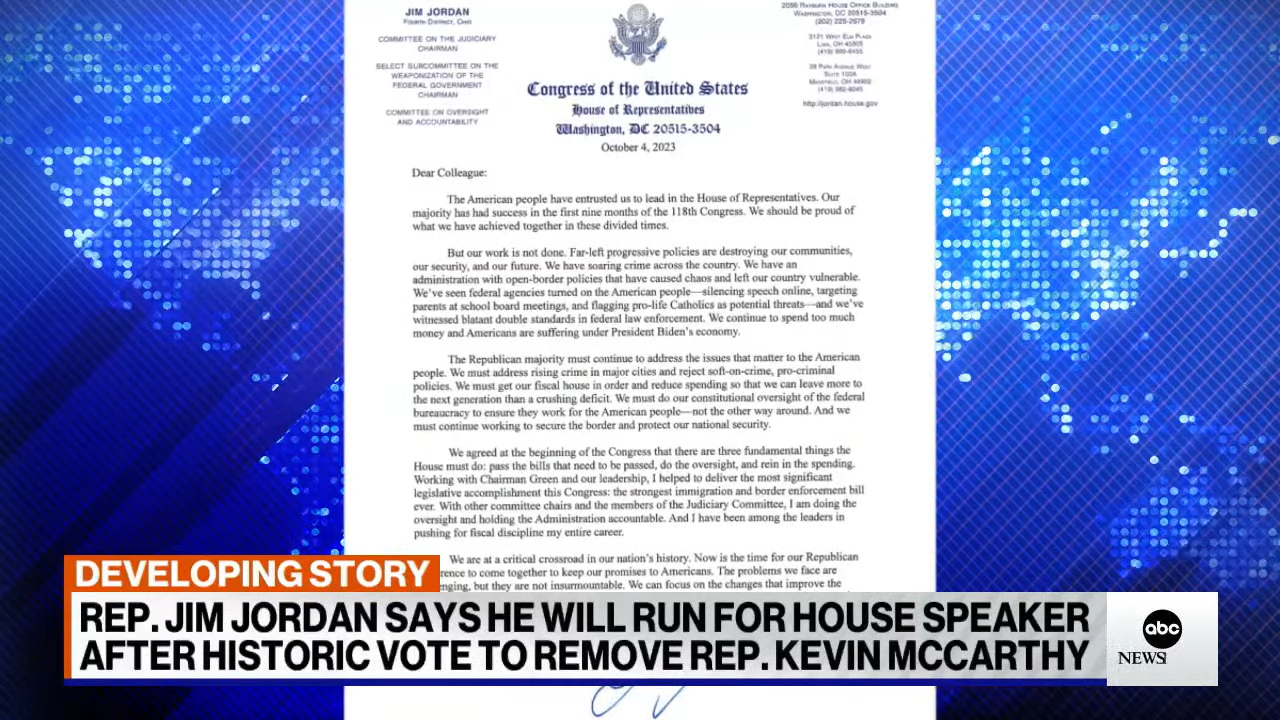 JIM JORDAN
FOURTH DISTRICT, OHIO
COMMITTEE ON THE JUDICIARY
CHAIRMAN
SELECT SUBCOMMITTEE ON THE
WEAPONIZATION OF THE
FEDERAL GOVERNMENT
CHAIRMAN
COMMITTEE ON OVERSIGHT
AND ACCOUNTABILITY
Congress of the United States
House of Representatives
Washington, DC 20515-3504
October 4, 2023
2056 RAYBURN HOUSE OFFICE BUILDING
WASHINGTON, DC 20515-3504
3121 WEST ELM PLAZA
LIMA, OH 45805
28 PARK AVENUE WEST
http://jordan.house.gov
Dear Colleague:
The American people have entrusted us to lead in the House of Representatives. Our
majority has had success in the first nine months of the 118th Congress. We should be proud of
what we have achieved together in these divided times.
But our work is not done. Far-left progressive policies are destroying our communities,
our security, and our future. We have soaring crime across the country. We have an
administration with open-border policies that have caused chaos and left our country vulnerable.
We've seen federal agencies turned on the American people—silencing speech online, targeting
parents at school board meetings, and flagging pro-life Catholics as potential threats—and we've
witnessed blatant double standards in federal law enforcement. We continue to spend too much
money and Americans are suffering under President Biden's economy.
The Republican majority must continue to address the issues that matter to the American
people. We must address rising crime in major cities and reject soft-on-crime, pro-criminal
policies. We must get our fiscal house in order and reduce spending so that we can leave more to
the next generation than a crushing deficit. We must do our constitutional oversight of the federal
bureaucracy to ensure they work for the American people—not the other way around. And we
must continue working to secure the border and protect our national security.
We agreed at the beginning of the Congress that there are three fundamental things the
House must do: pass the bills that need to be passed, do the oversight, and rein in the spending.
Working with Chairman Green and our leadership, I helped to deliver the most significant
legislative accomplishment this Congress: the strongest immigration and border enforcement bill
ever. With other committee chairs and the members of the Judiciary Committee, I am doing the
oversight and holding the Administration accountable. And I have been among the leaders in
pushing for fiscal discipline my entire career.
We are at a critical crossroad in our nation's history. Now is the time for our Republican
rence to come together to keep our promises to Americans. The problems we face are
enging, but they are not insurmountable. We can focus on the changes that improve the
DEVELOPING STORY
REP. JIM JORDAN SAYS HE WILL RUN FOR HOUSE SPEAKER
AFTER HISTORIC VOTE TO REMOVE REP. KEVIN MCCARTHY
abc
NEWS